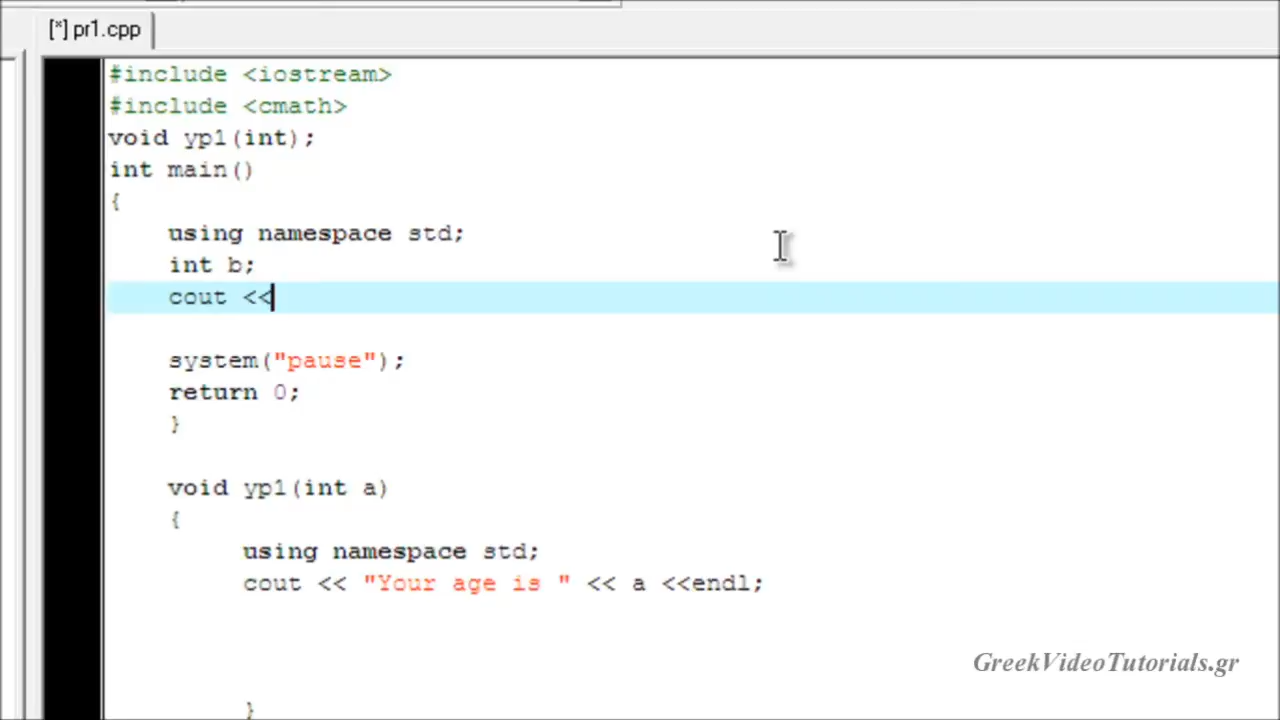 [*] pr1.cpp
#include <iostream>
#include <cmath>
void yp1(int);
int main()
{
using namespace std;
int b;
cout <<
system("pause");
return 0;
}
void yp1(int a)
{
using namespace std;
cout << "Your age is " << a <<endl;
GreekVideoTutorials.gr
}